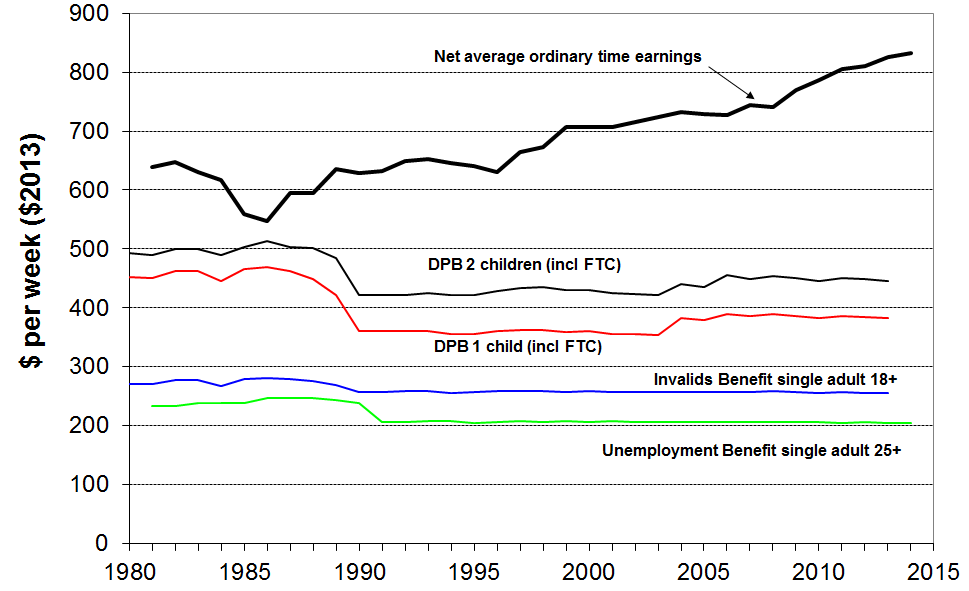 900
800
700
600
500
400
300
200
100
0
$ per week ($2013)
Net average ordinary time earnings
DPB 2 children (incl FTC)
DPB 1 child (incl FTC)
Invalids Benefit single adult 18+
Unemployment Benefit single adult 25+
1980 1985 1990 1995 2000 2005 2010 2015